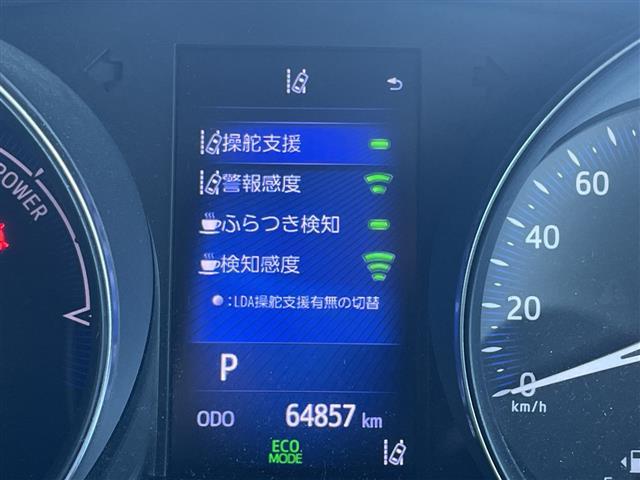 操舵支援
警報感度
ふらつき検知
検知感度
:LDA操舵支援有無の切替
P
ODO 64857 km
ECO
MODE
POWER
60
40
20
0
km/h